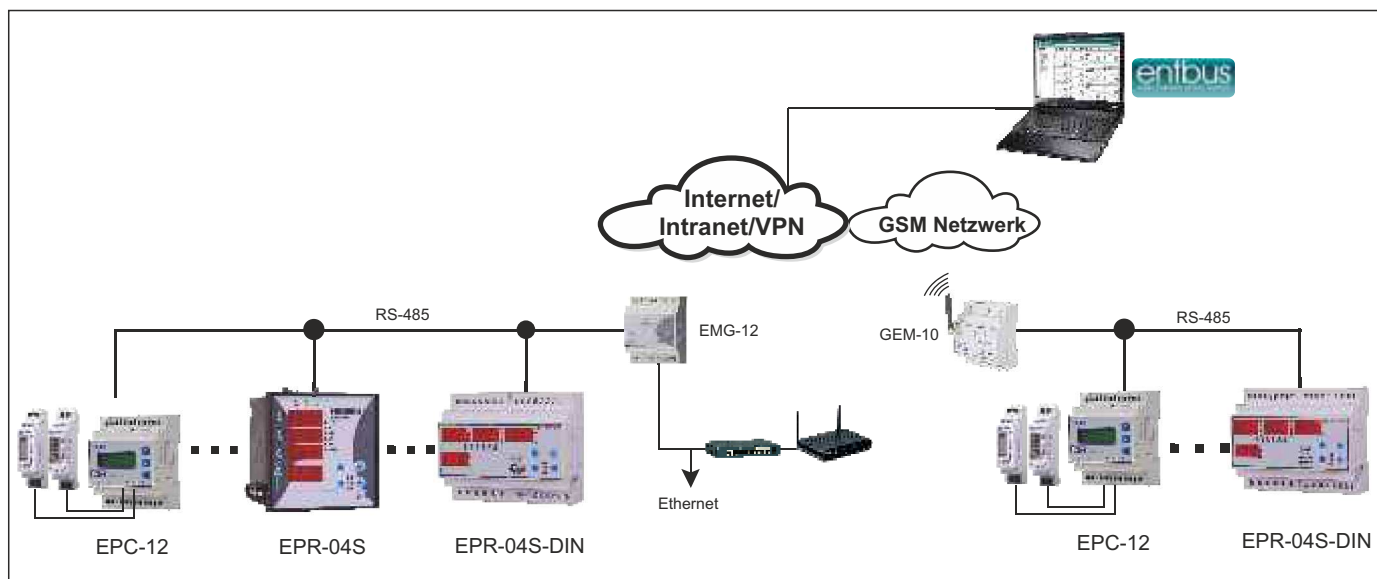 entbus
Internet/
Intranet/VPN
GSM Netzwerk
RS-485
EMG-12
GEM-10
RS-485
Ethernet
EPC-12
EPR-04S
EPR-04S-DIN
EPC-12
EPR-04S-DIN